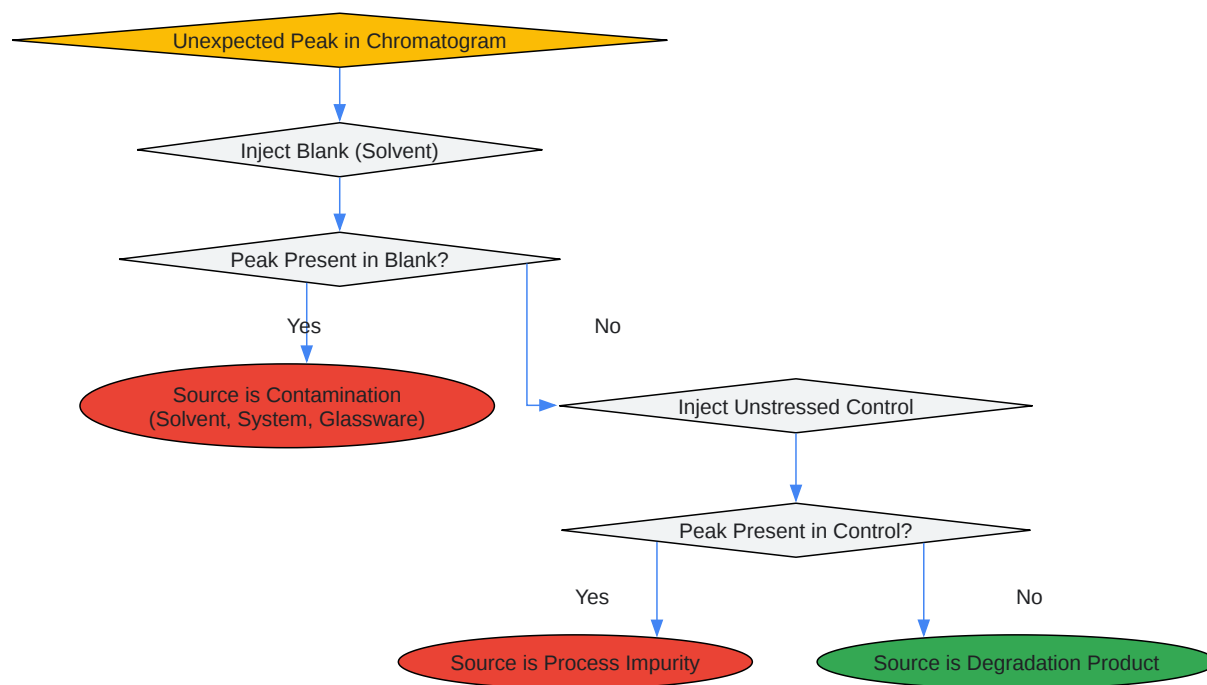 Unexpected Peak in Chromatogram
Inject Blank (Solvent)
Peak Present in Blank?
Yes
No
Source is Contamination
(Solvent, System, Glassware)
Inject Unstressed Control
Peak Present in Control?
Yes
No
Source is Process Impurity
Source is Degradation Product